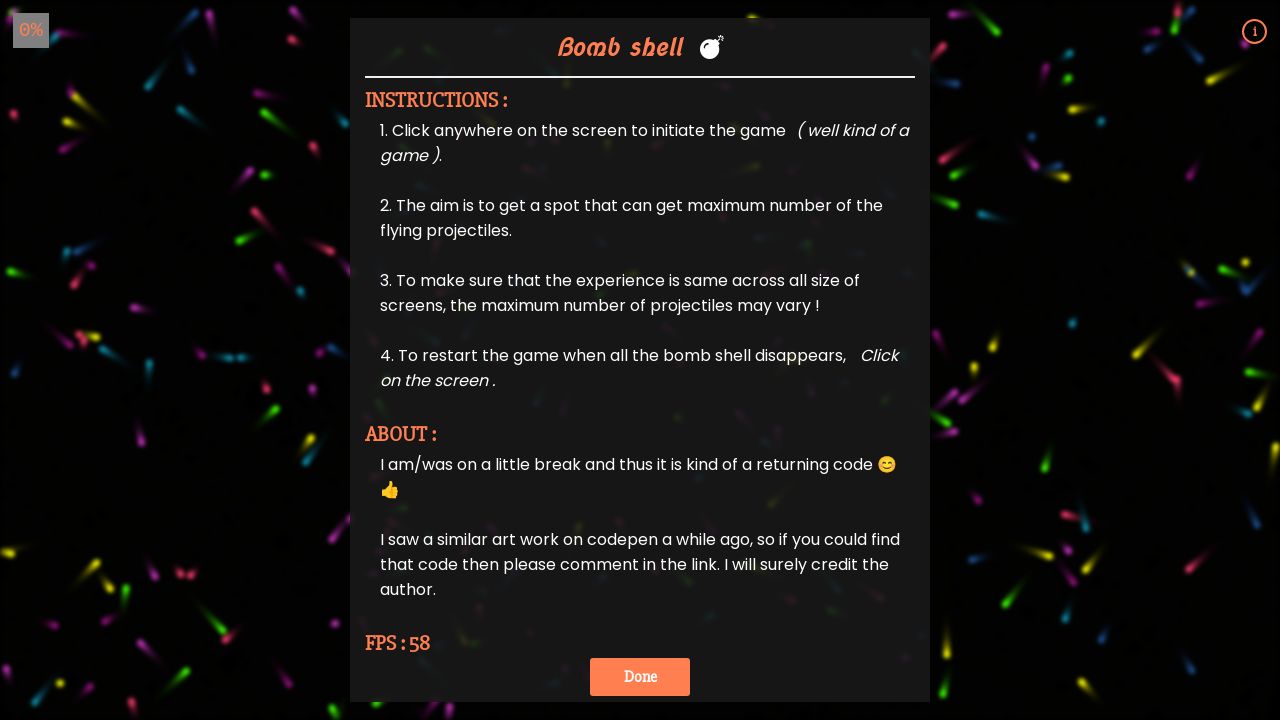 0%
i
Bomb shell 💣
INSTRUCTIONS :
1. Click anywhere on the screen to initiate the game ( well kind of a
game ).
2. The aim is to get a spot that can get maximum number of the
flying projectiles.
3. To make sure that the experience is same across all size of
screens, the maximum number of projectiles may vary !
4. To restart the game when all the bomb shell disappears, Click
on the screen .
ABOUT :
I am/was on a little break and thus it is kind of a returning code 😊
👍
I saw a similar art work on codepen a while ago, so if you could find
that code then please comment in the link. I will surely credit the
author.
FPS : 58
Done